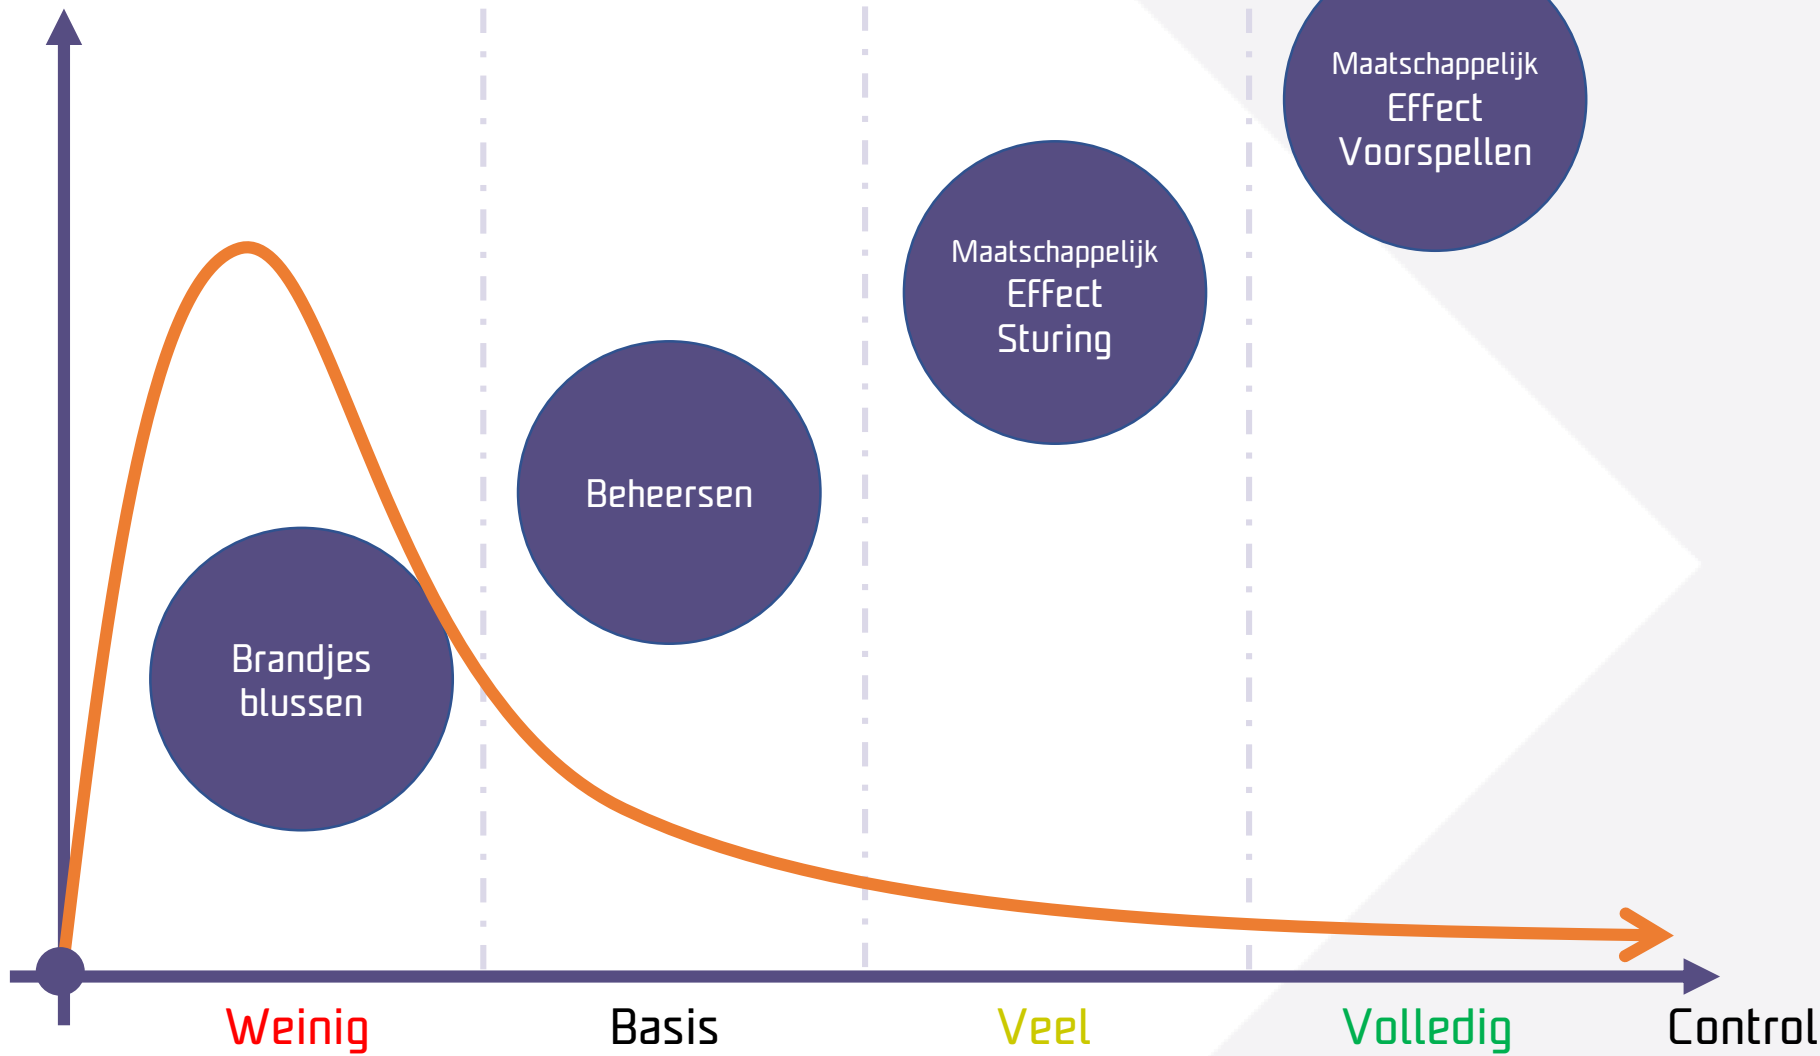 Maatschappelijk
Effect
Voorspellen
Maatschappelijk
Effect
Sturing
Beheersen
Brandjes
blussen
Weinig
Basis
Veel
Volledig
Control